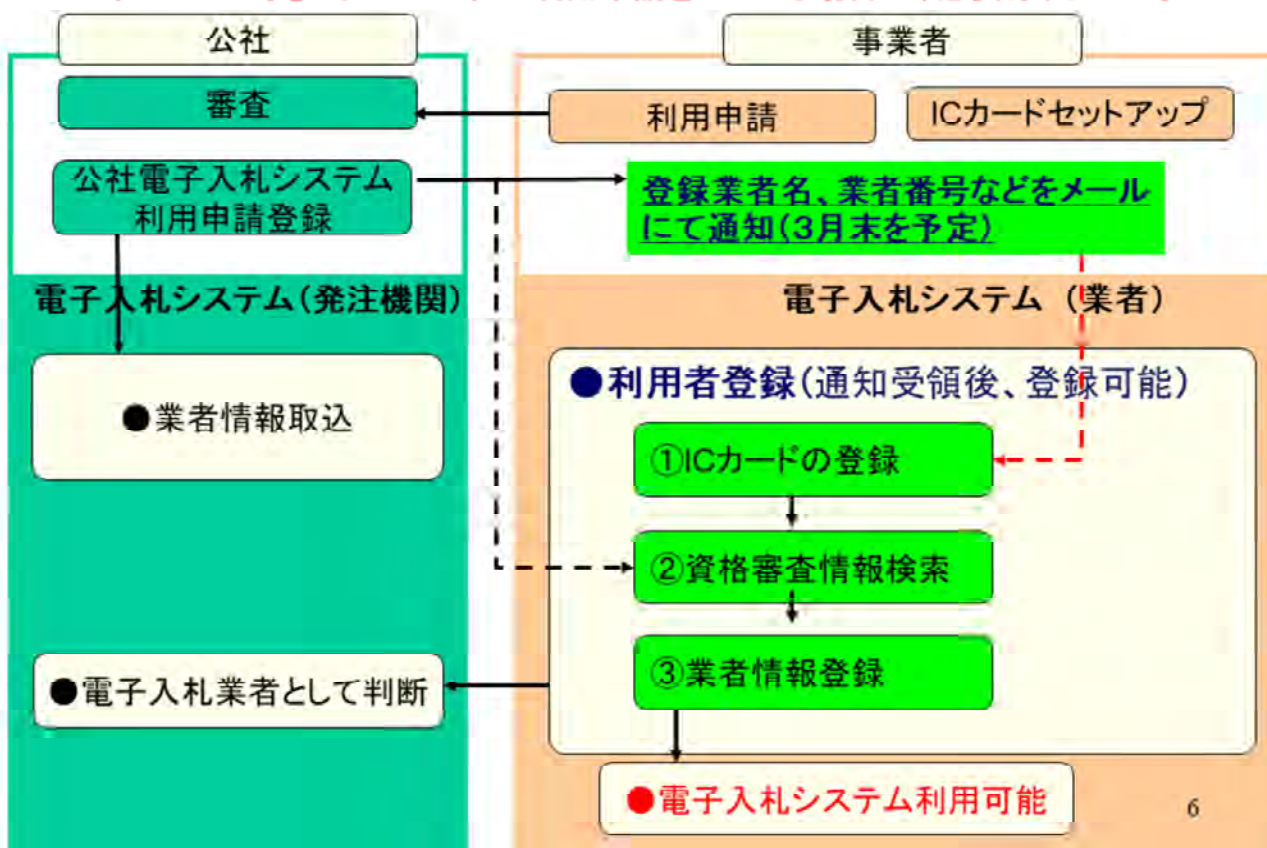 公社
事業者
審査
利用申請
ICカードセットアップ
公社電子入札システム
利用申請登録
登録業者名、業者番号などをメール
にて通知(3月末を予定)
電子入札システム(発注機関)
電子入札システム (業者)
●業者情報取込
●利用者登録(通知受領後、登録可能)
①ICカードの登録
②資格審査情報検索
③業者情報登録
●電子入札業者として判断
●電子入札システム利用可能
6